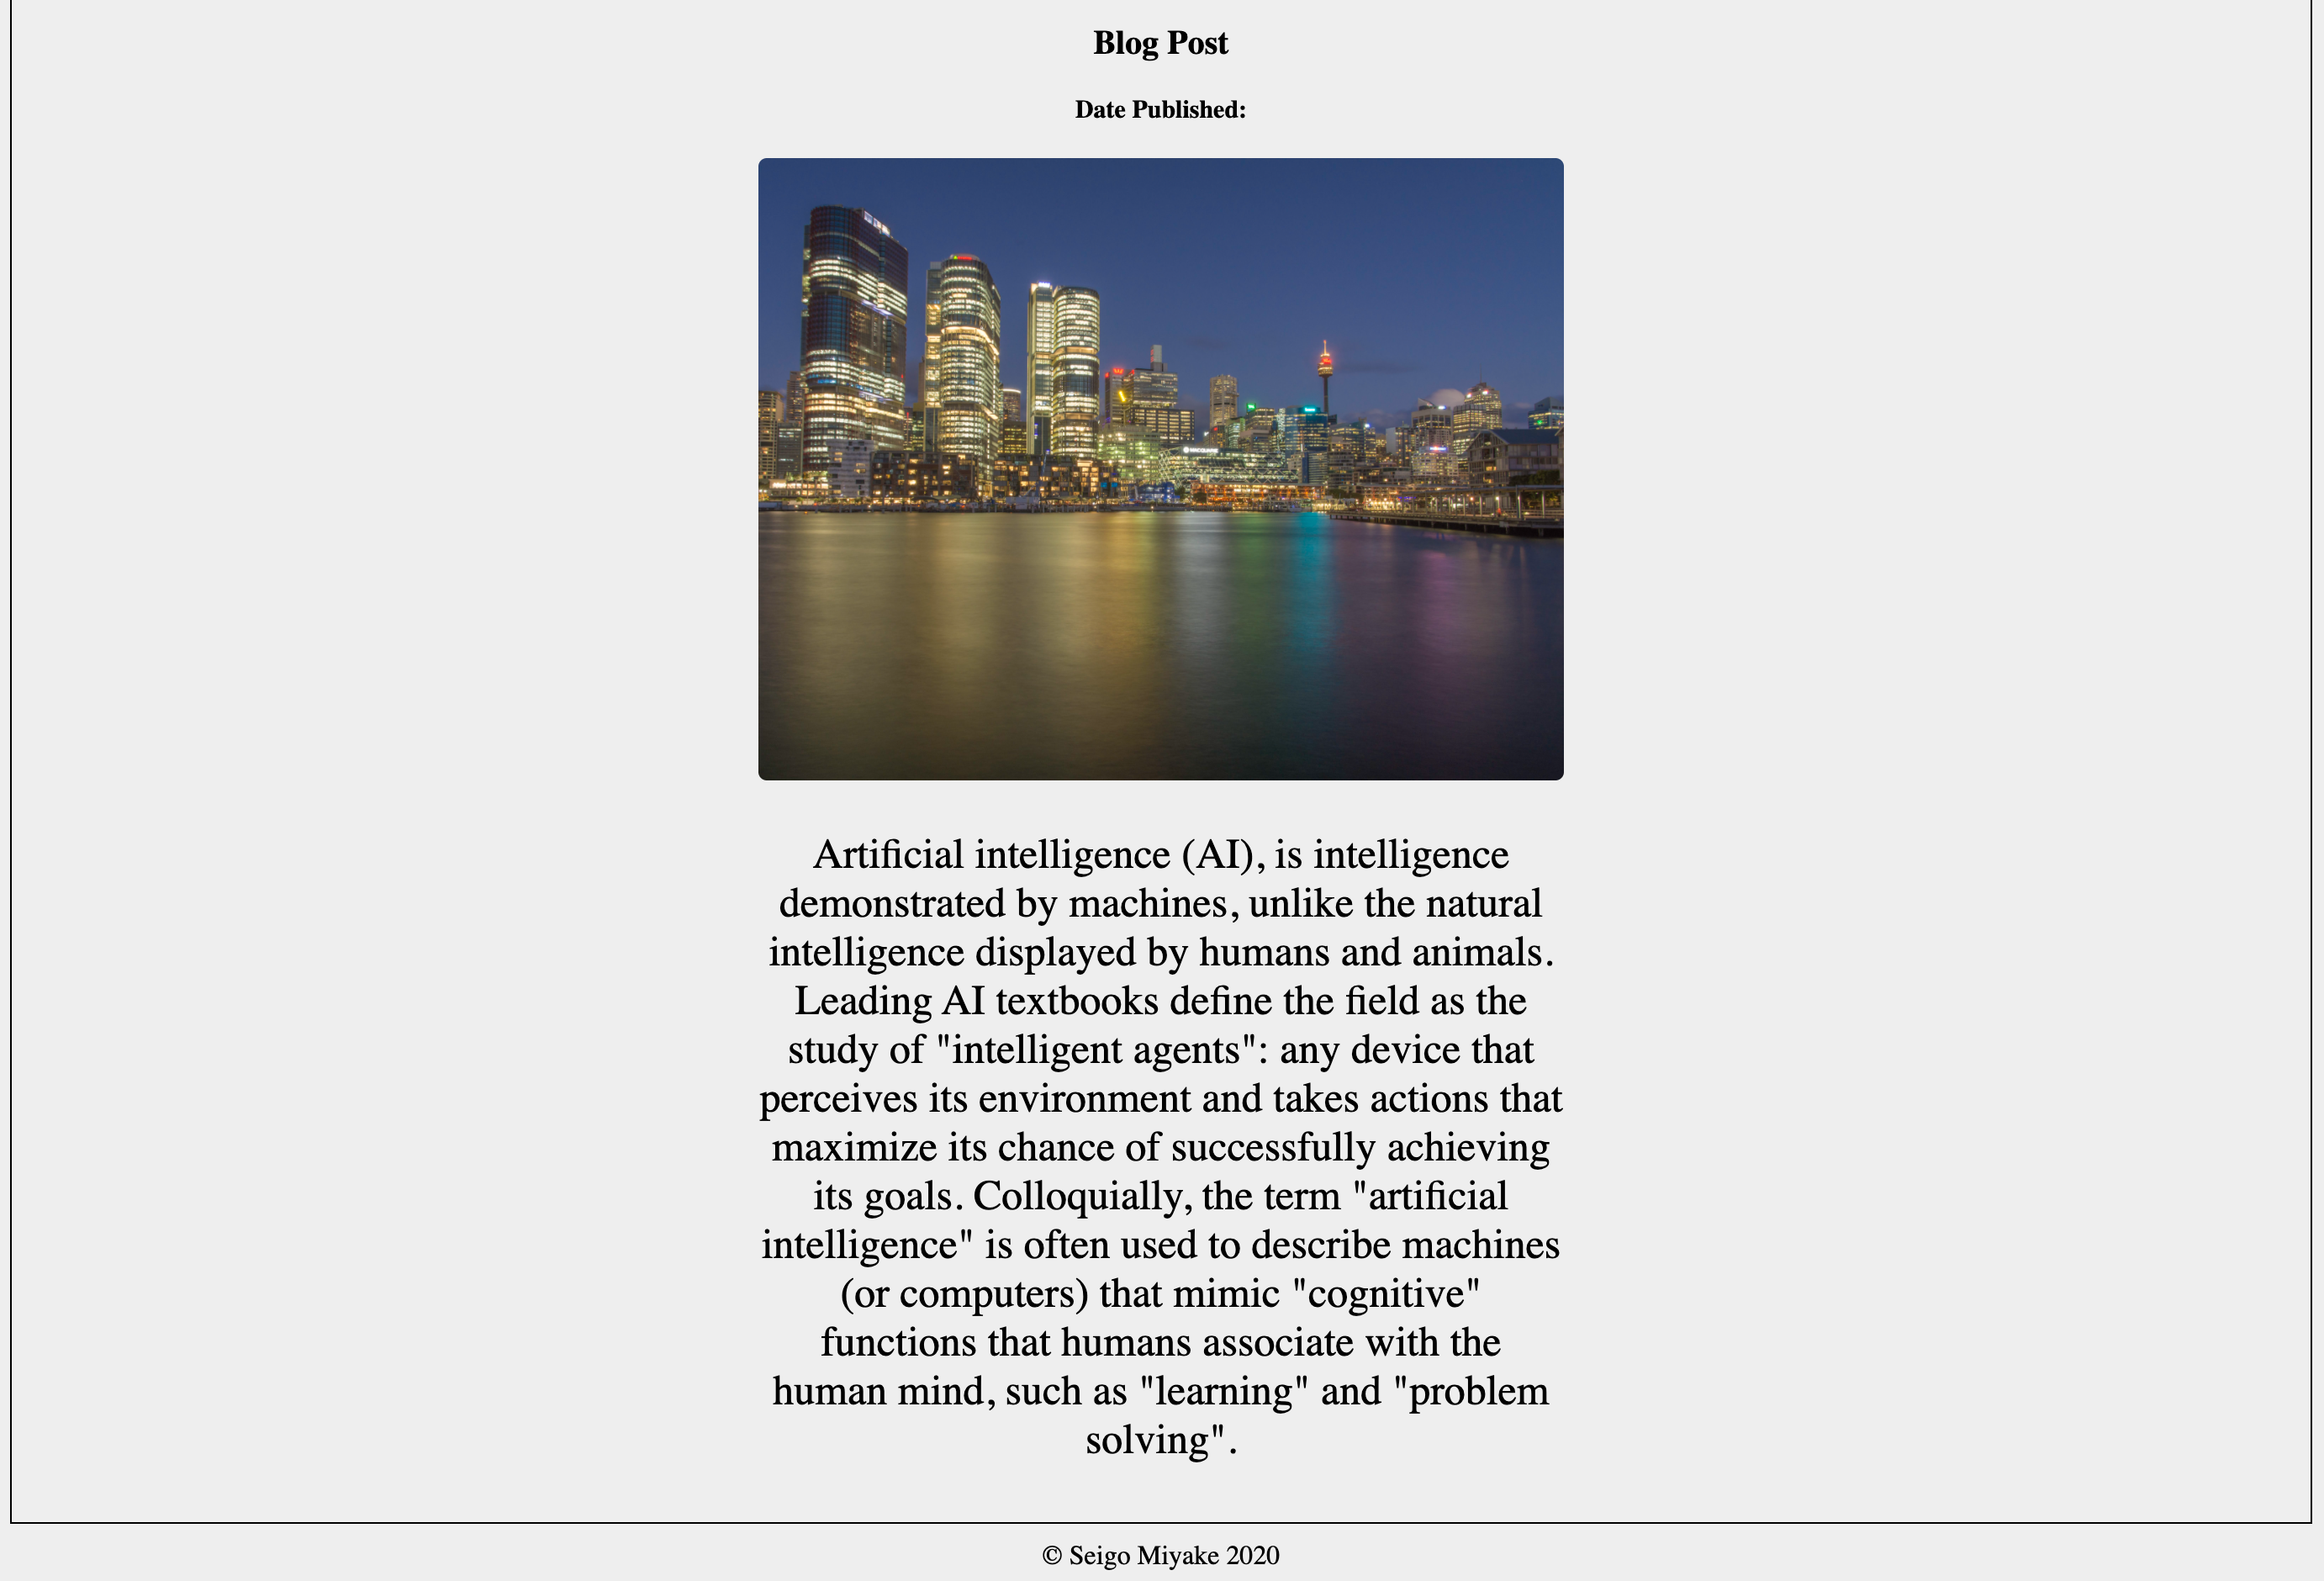 Blog Post
Date Published:
Artificial intelligence (AI), is intelligence
demonstrated by machines, unlike the natural
intelligence displayed by humans and animals.
Leading AI textbooks define the field as the
study of "intelligent agents": any device that
perceives its environment and takes actions that
maximize its chance of successfully achieving
its goals. Colloquially, the term "artificial
intelligence" is often used to describe machines
(or computers) that mimic "cognitive"
functions that humans associate with the
human mind, such as "learning" and "problem
solving".
© Seigo Miyake 2020